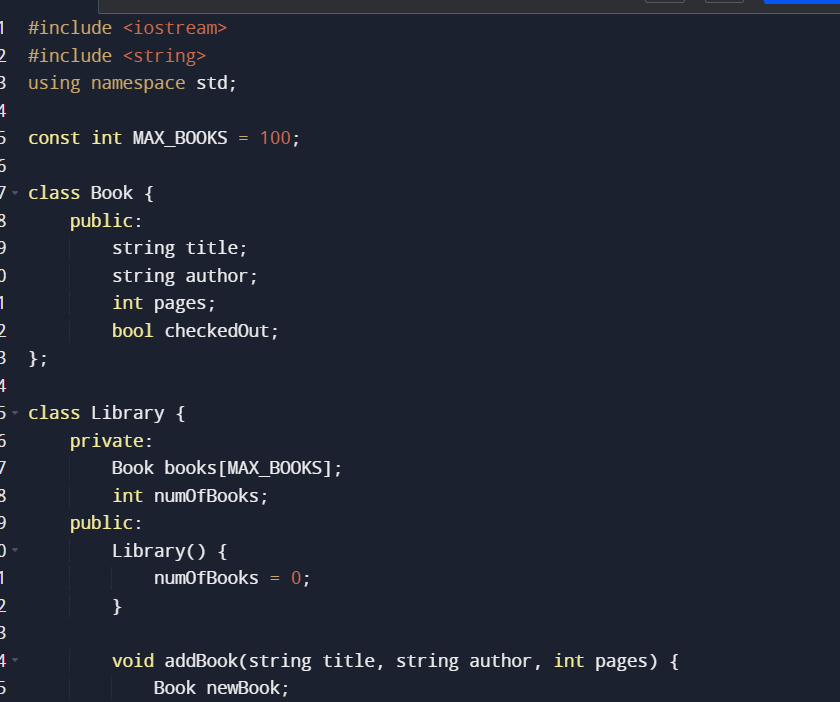 1 #include <iostream>
2 #include <string>
3 using namespace std;
4
5 const int MAX_BOOKS = 100;
6
7 class Book {
8 public:
9 string title;
0 string author;
1 int pages;
2 bool checkedOut;
3 };
4
5 class Library {
6 private:
7 Book books[MAX_BOOKS];
8 int numOfBooks;
9 public:
0 Library() {
1 numOfBooks = 0;
2 }
3
4 void addBook(string title, string author, int pages) {
5 Book newBook;